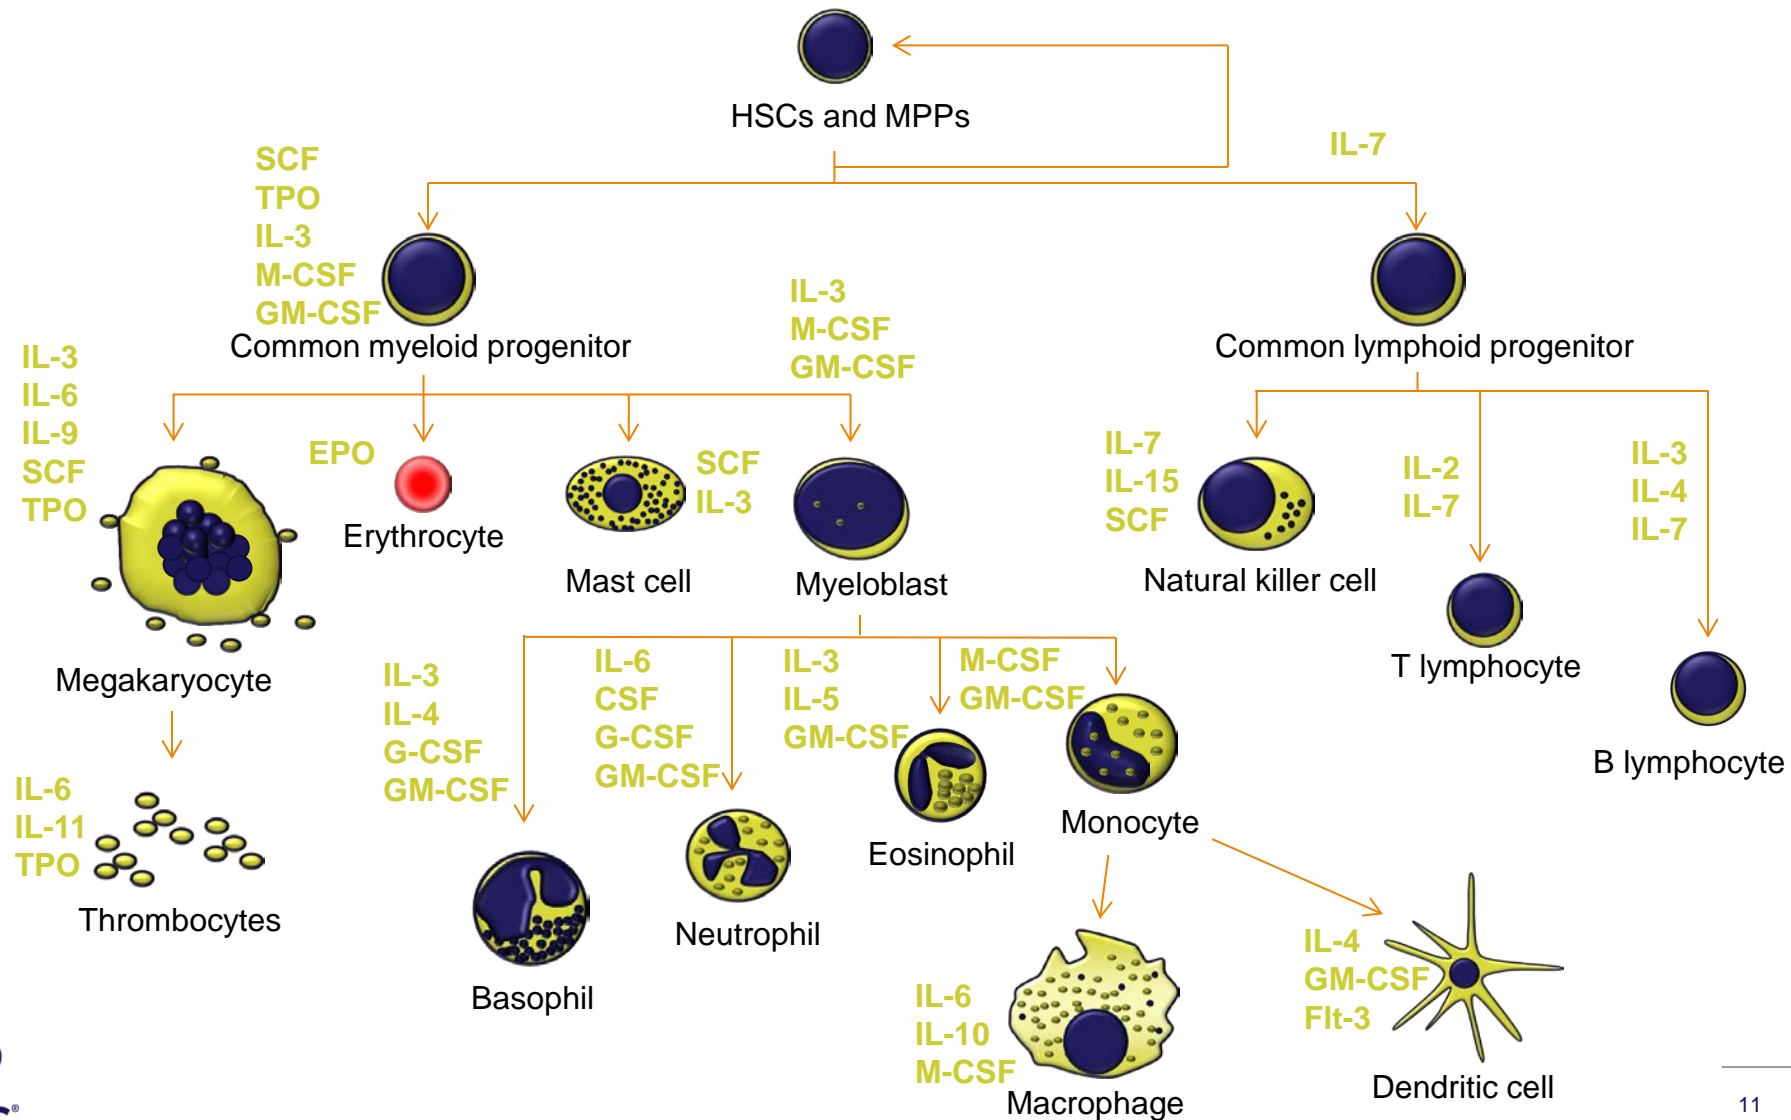 HSCs and MPPs
IL-7
SCF
TPO
IL-3
M-CSF
GM-CSF
Common myeloid progenitor
IL-3
M-CSF
GM-CSF
Common lymphoid progenitor
IL-3
IL-6
IL-9
SCF
TPO
Megakaryocyte
EPO
Erythrocyte
SCF
IL-3
Mast cell
Myeloblast
IL-7
IL-15
SCF
Natural killer cell
IL-2
IL-7
T lymphocyte
IL-3
IL-4
IL-7
B lymphocyte
IL-6
IL-11
TPO
Thrombocytes
IL-3
IL-4
G-CSF
GM-CSF
Basophil
IL-6
CSF
G-CSF
GM-CSF
Neutrophil
IL-3
IL-5
GM-CSF
Eosinophil
M-CSF
GM-CSF
Monocyte
IL-6
IL-10
M-CSF
Macrophage
IL-4
GM-CSF
Flt-3
Dendritic cell
®
11